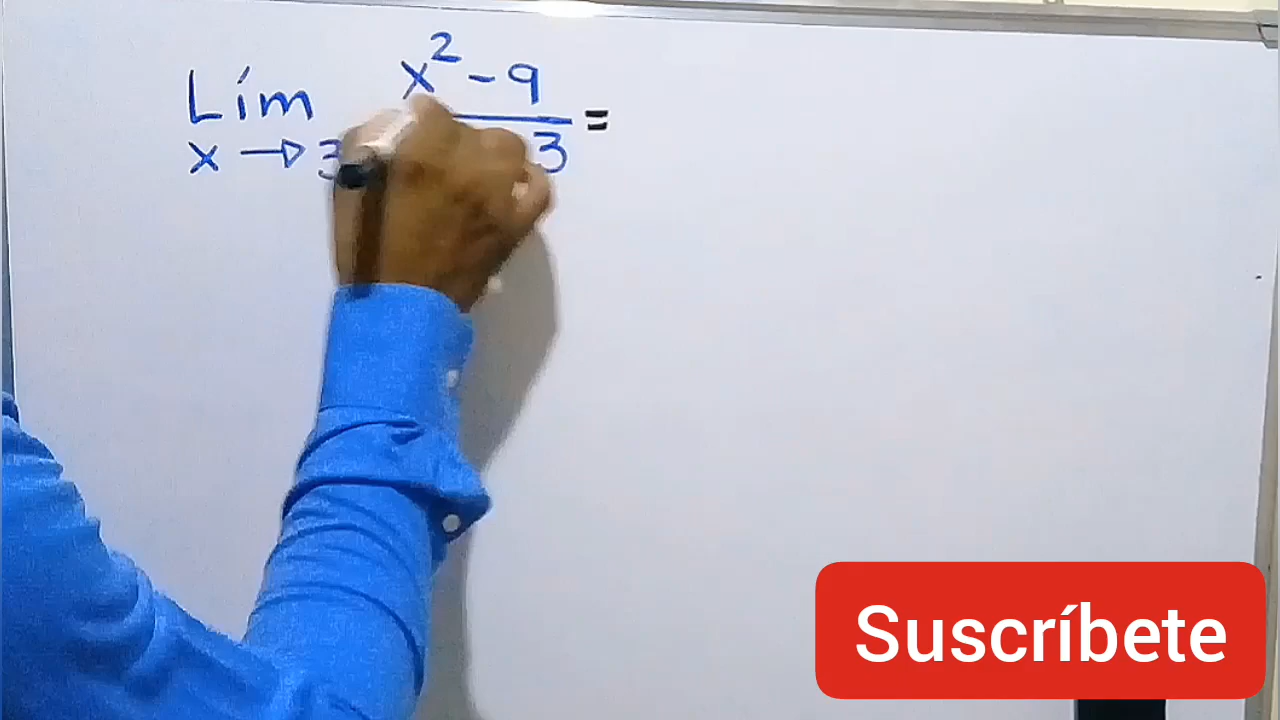 Lím x² - 9 =
x → 3 3
Suscríbete